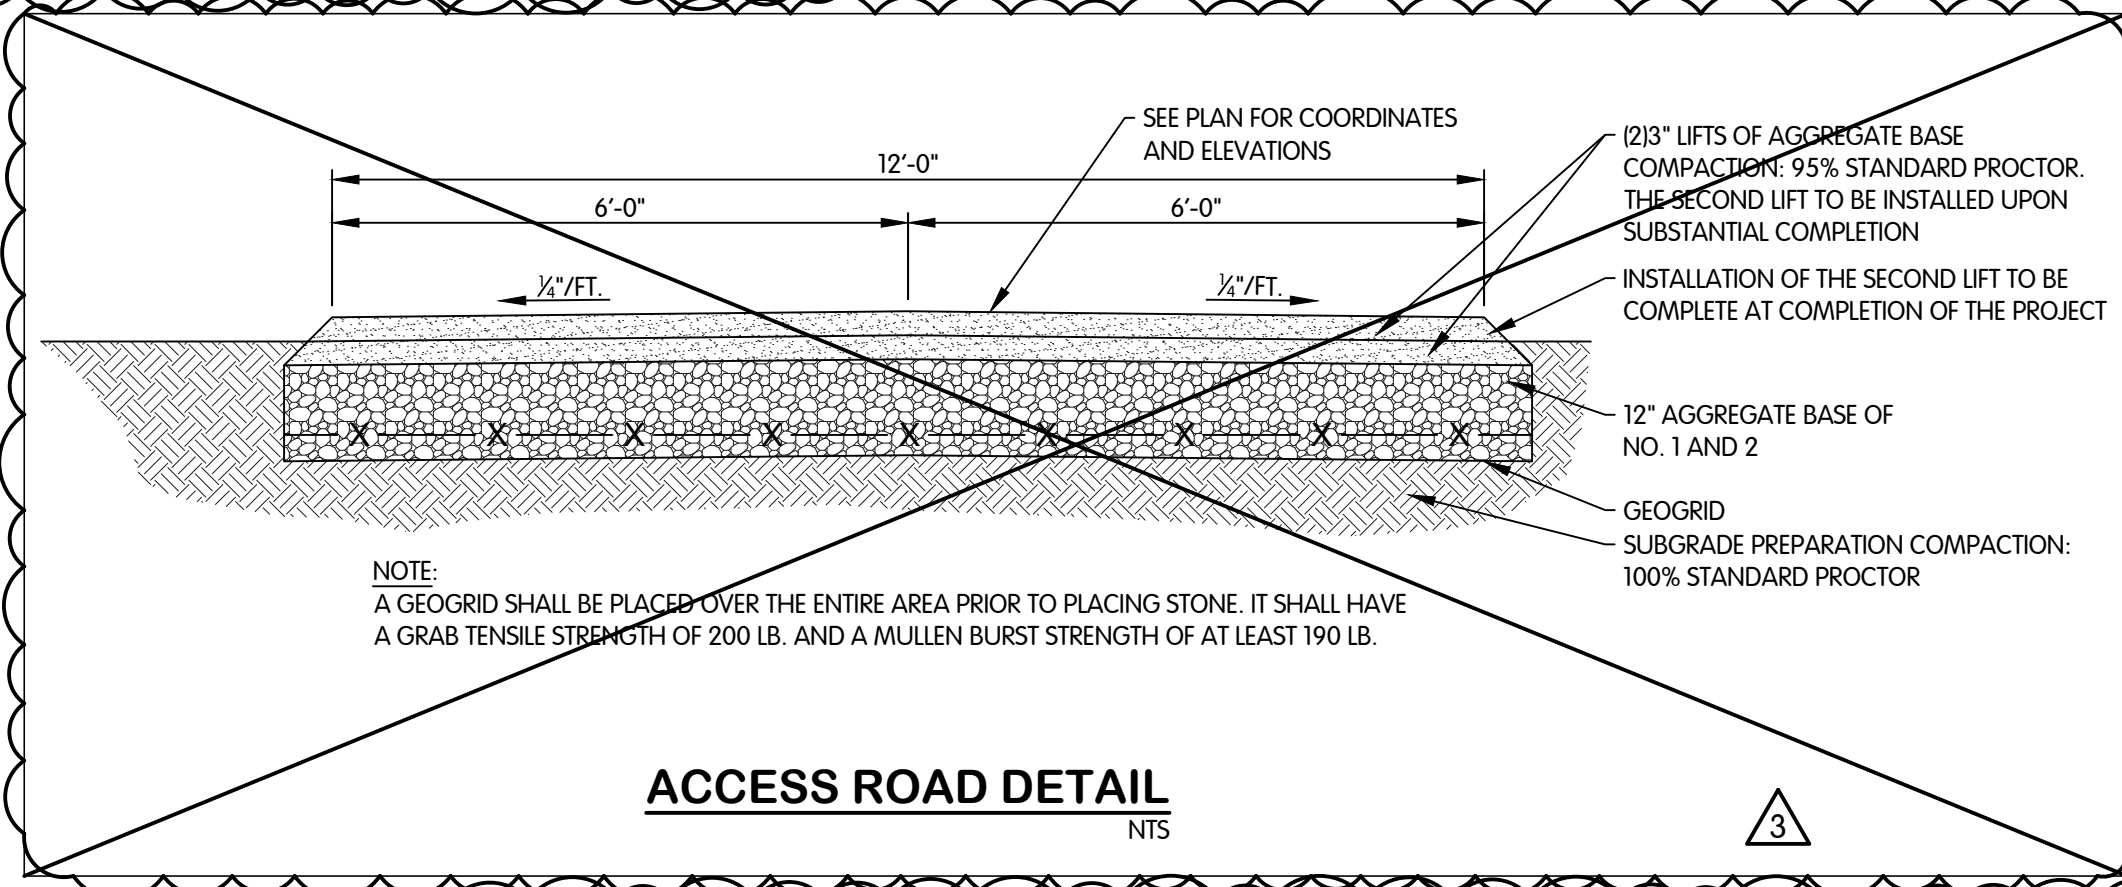 SEE PLAN FOR COORDINATES
AND ELEVATIONS
12'-0"
6'-0"
6'-0"
¼"/FT.
¼"/FT.
(2)3" LIFTS OF AGGREGATE BASE
COMPACTION: 95% STANDARD PROCTOR.
THE SECOND LIFT TO BE INSTALLED UPON
SUBSTANTIAL COMPLETION
INSTALLATION OF THE SECOND LIFT TO BE
COMPLETE AT COMPLETION OF THE PROJECT
12" AGGREGATE BASE OF
NO. 1 AND 2
GEOGRID
SUBGRADE PREPARATION COMPACTION:
100% STANDARD PROCTOR
X X X X X X X X X
NOTE:
A GEOGRID SHALL BE PLACED OVER THE ENTIRE AREA PRIOR TO PLACING STONE. IT SHALL HAVE
A GRAB TENSILE STRENGTH OF 200 LB. AND A MULLEN BURST STRENGTH OF AT LEAST 190 LB.
ACCESS ROAD DETAIL
NTS
3